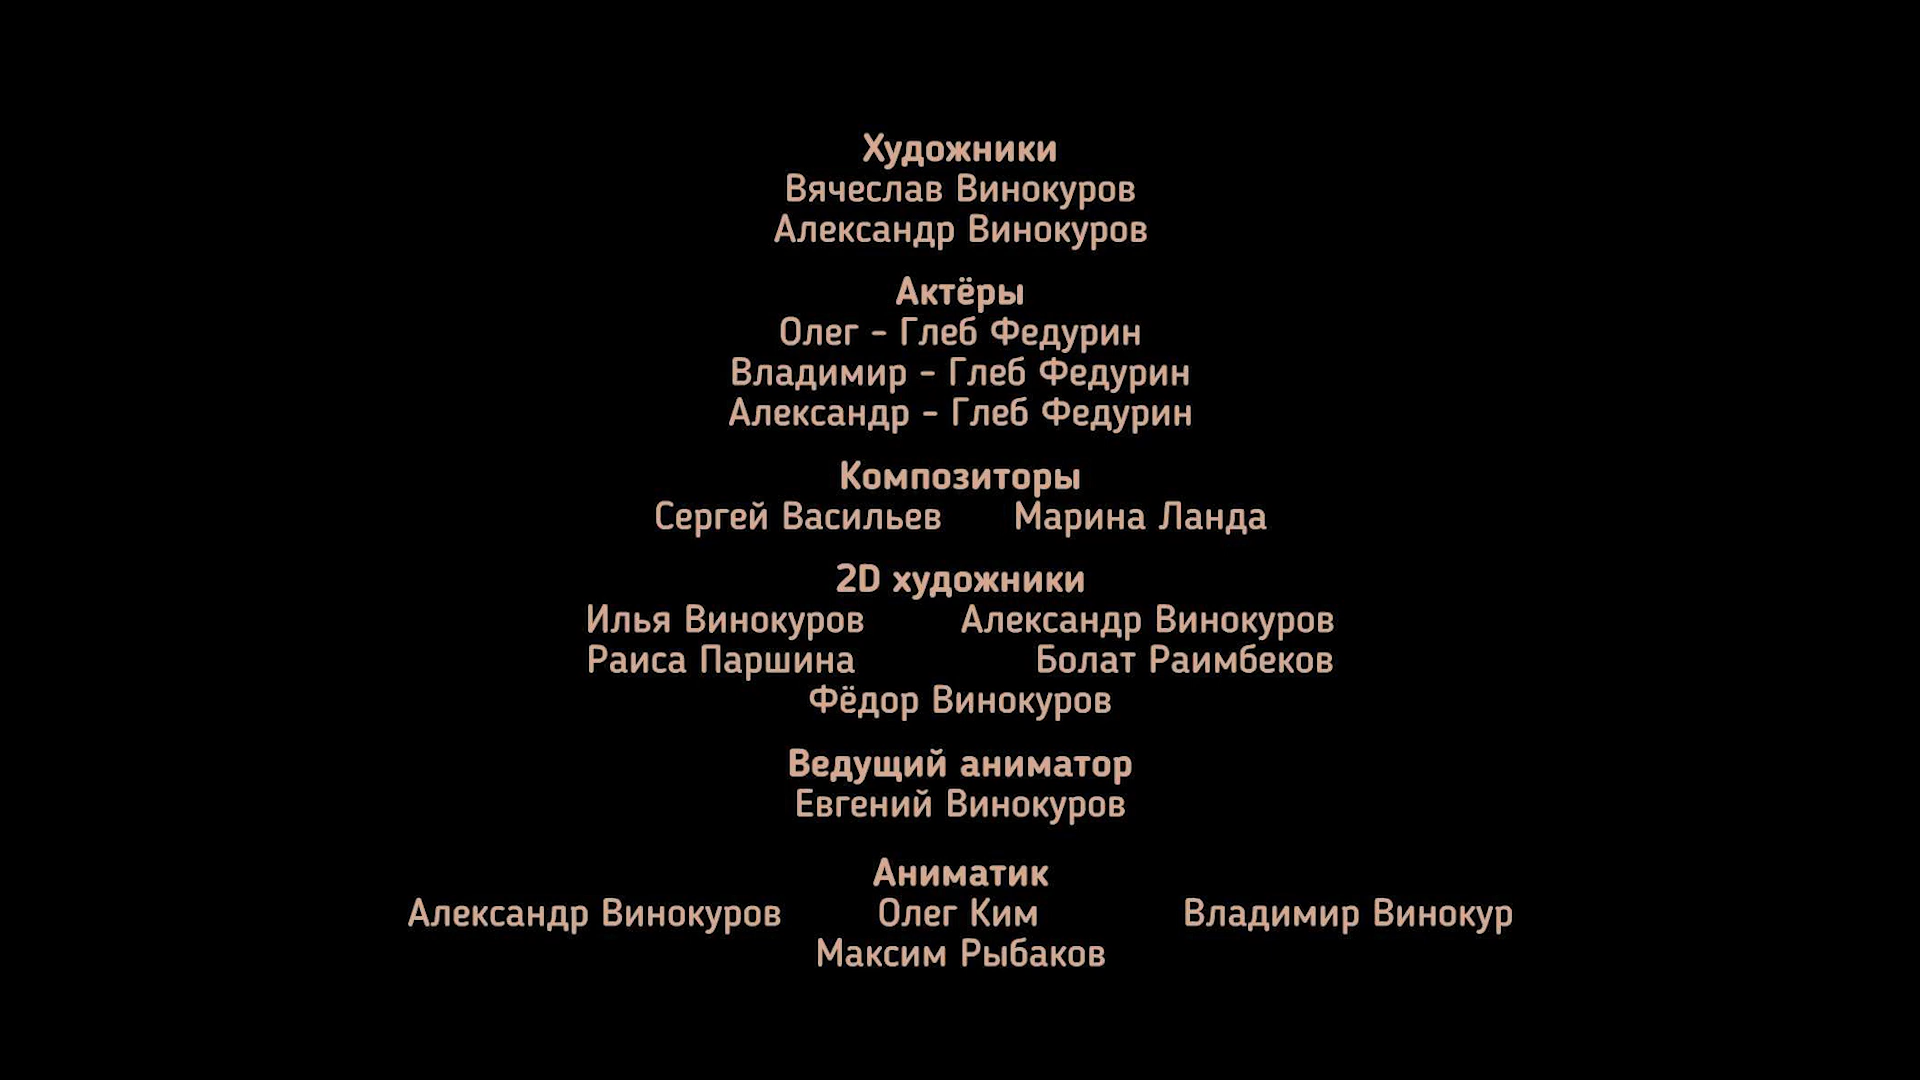 Художники
Вячеслав Винокуров
Александр Винокуров
Актёры
Олег - Глеб Федурин
Владимир - Глеб Федурин
Александр - Глеб Федурин
Композиторы
Сергей Васильев Марина Ланда
2D художники
Илья Винокуров Александр Винокуров
Раиса Паршина Болат Раимбеков
Фёдор Винокуров
Ведущий аниматор
Евгений Винокуров
Аниматик
Александр Винокуров Олег Ким Владимир Винокур
Максим Рыбаков